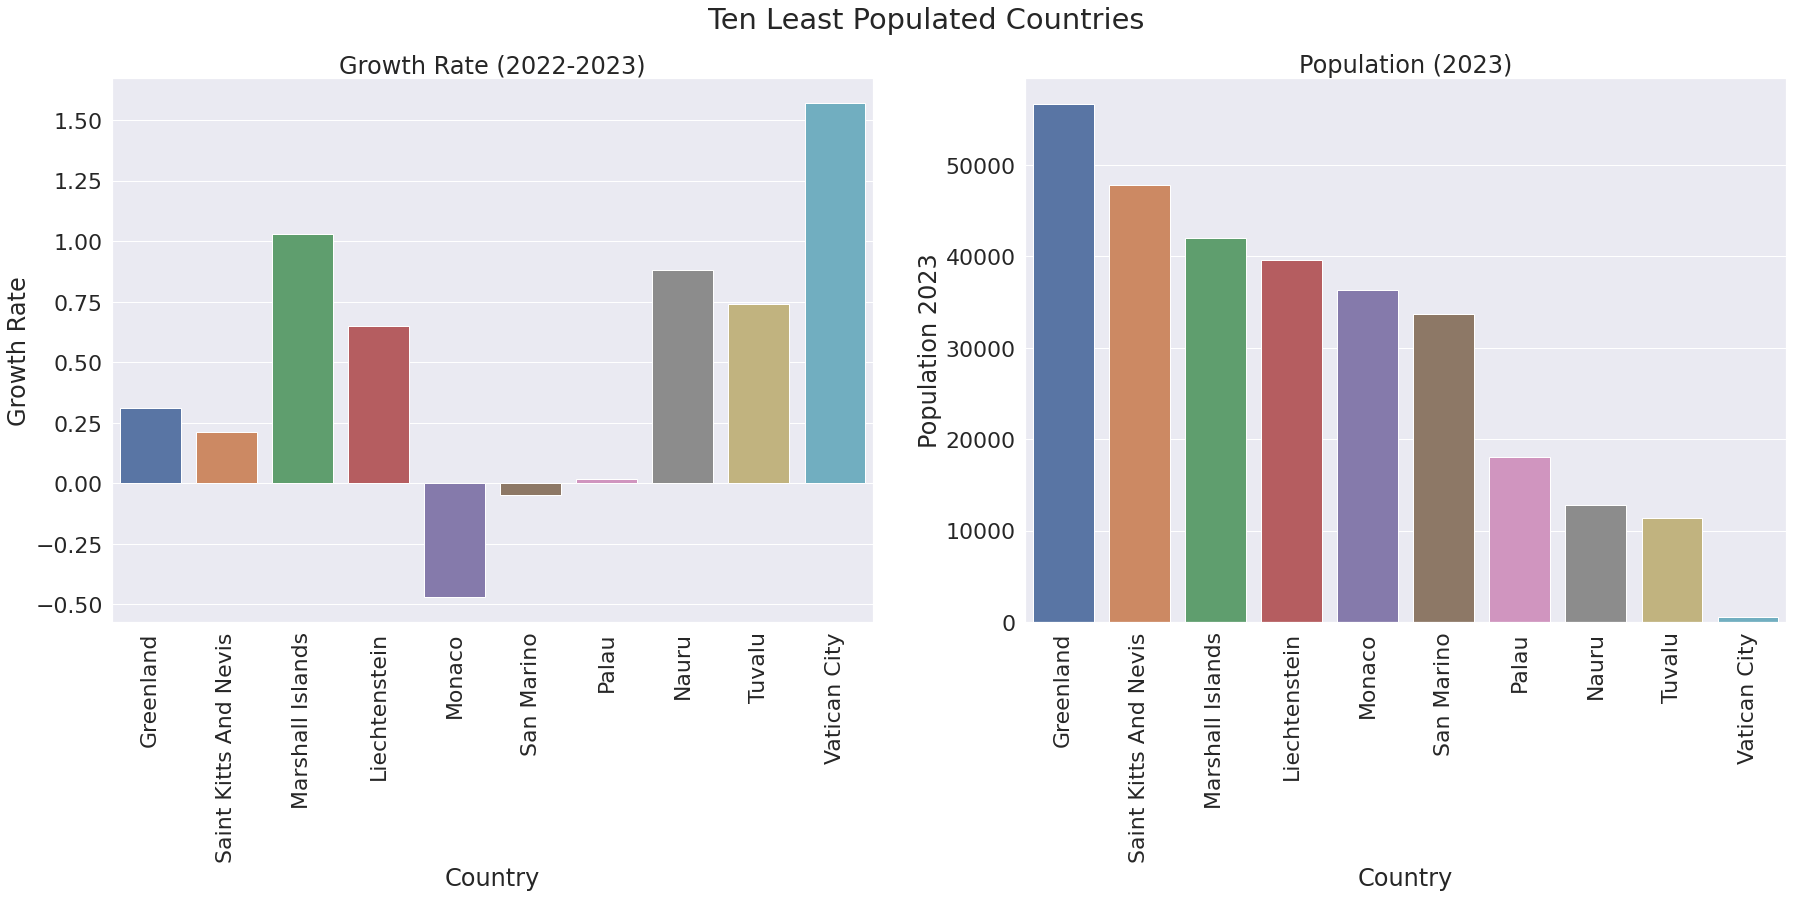 Ten Least Populated Countries
Growth Rate (2022-2023)
Growth Rate
1.50
1.25
1.00
0.75
0.50
0.25
0.00
−0.25
−0.50
Greenland
Saint Kitts And Nevis
Marshall Islands
Liechtenstein
Monaco
San Marino
Palau
Nauru
Tuvalu
Vatican City
Country
Population (2023)
Population 2023
50000
40000
30000
20000
10000
0
Greenland
Saint Kitts And Nevis
Marshall Islands
Liechtenstein
Monaco
San Marino
Palau
Nauru
Tuvalu
Vatican City
Country